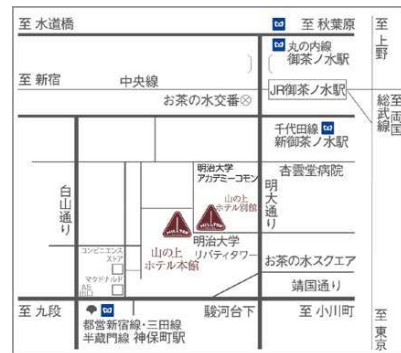 至 水道橋
至 秋葉原
至 上野
丸の内線
御茶ノ水駅
至 新宿
中央線
JR御茶ノ水駅
お茶の水交番
至 両国
総武線
千代田線
新御茶ノ水駅
明治大学
アカデミーコモン
杏雲堂病院
白山通り
山の上
ホテル別館
明大通り
HILLTOP
HILLTOP
山の上
ホテル本館
明治大学
リバティタワー
コンビニエンス
ストア
マクドナルド
A5
出口
お茶の水スクエア
靖国通り
至 九段
駿河台下
至 小川町
至 東京
都営新宿線・三田線
半蔵門線 神保町駅